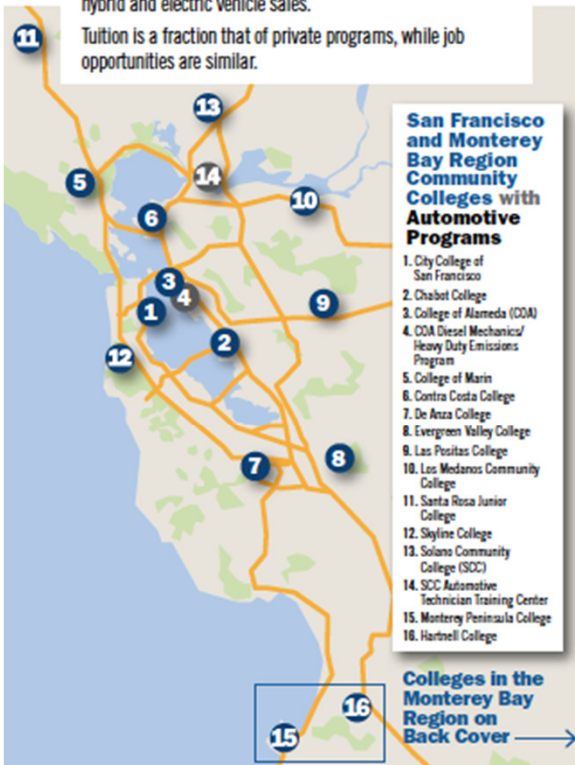 hybrid and electric vehicle sales.
Tuition is a fraction that of private programs, while job
opportunities are similar.
11
13
14
5
10
6
3
4
1
9
2
12
7
8
16
15
San Francisco
and Monterey
Bay Region
Community
Colleges with
Automotive
Programs
1. City College of
San Francisco
2. Chabot College
3. College of Alameda (COA)
4. COA Diesel Mechanics/
Heavy Duty Emissions
Program
5. College of Marin
6. Contra Costa College
7. De Anza College
8. Evergreen Valley College
9. Las Positas College
10. Los Medanos Community
College
11. Santa Rosa Junior
College
12. Skyline College
13. Solano Community
College (SCC)
14. SCC Automotive
Technician Training Center
15. Monterey Peninsula College
16. Hartnell College
Colleges in the
Monterey Bay
Region on
Back Cover